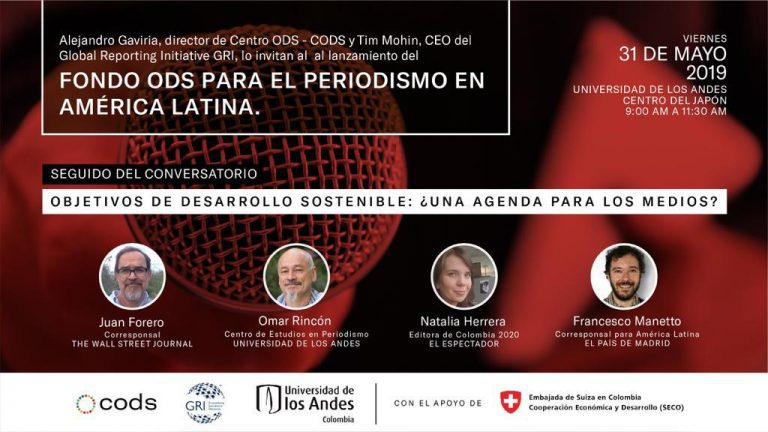 Alejandro Gaviria, director de Centro ODS - CODS y Tim Mohin, CEO del
Global Reporting Initiative GRI, lo invitan al  al lanzamiento del
FONDO ODS PARA EL PERIODISMO EN
AMÉRICA LATINA.
VIERNES
31 DE MAYO
2019
UNIVERSIDAD DE LOS ANDES
CENTRO DEL JAPÓN
9:00 AM A 11:30 AM
SEGUIDO DEL CONVERSATORIO
OBJETIVOS DE DESARROLLO SOSTENIBLE: ¿UNA AGENDA PARA LOS MEDIOS?
Juan Forero
Corresponsal
THE WALL STREET JOURNAL
Omar Rincón
Centro de Estudios en Periodismo
UNIVERSIDAD DE LOS ANDES
Natalia Herrera
Editora de Colombia 2020
EL ESPECTADOR
Francesco Manetto
Corresponsal para América Latina
EL PAÍS DE MADRID
cods
GRI
Universidad de
los Andes
Colombia
CON EL APOYO DE
Embajada de Suiza en Colombia
Cooperación Económica y Desarrollo (SECO)